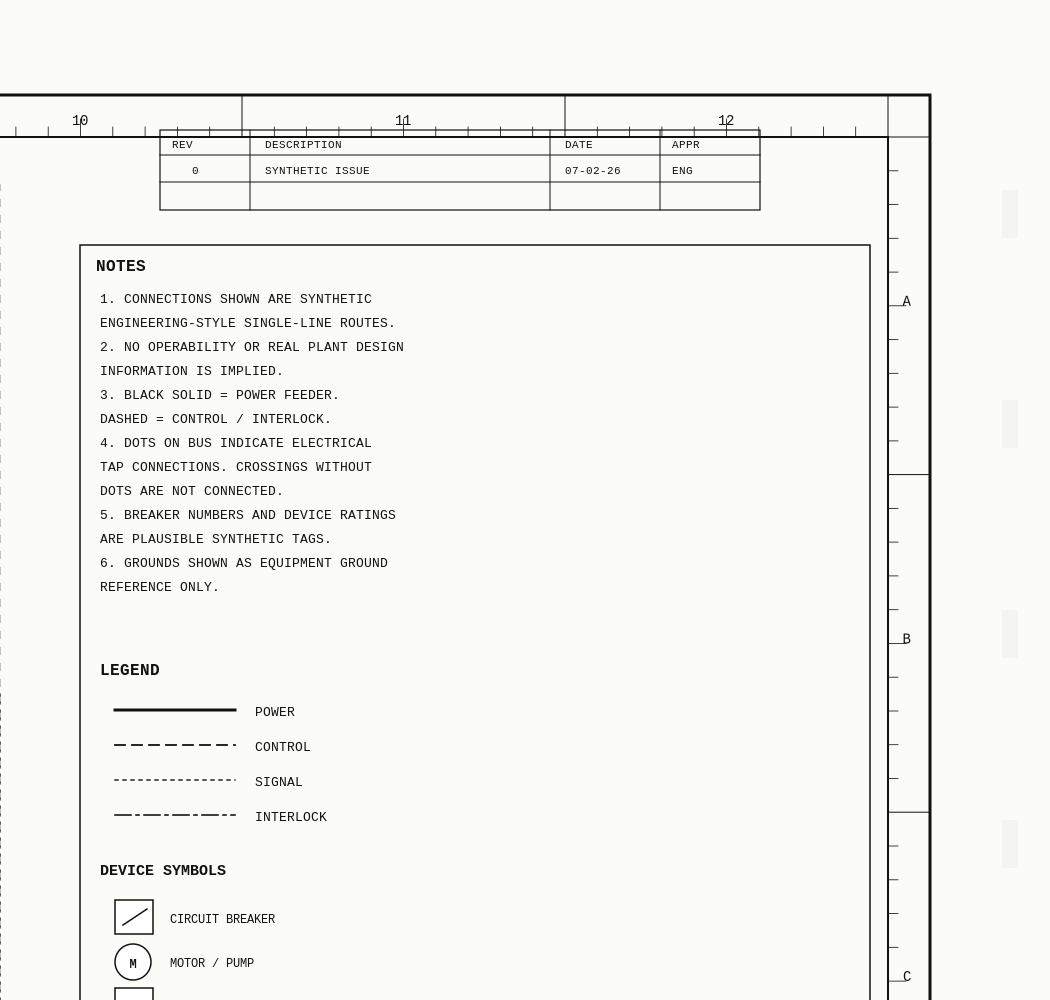 10 11 12
REV DESCRIPTION DATE APPR
0 SYNTHETIC ISSUE 07-02-26 ENG
NOTES
1. CONNECTIONS SHOWN ARE SYNTHETIC
ENGINEERING-STYLE SINGLE-LINE ROUTES.
2. NO OPERABILITY OR REAL PLANT DESIGN
INFORMATION IS IMPLIED.
3. BLACK SOLID = POWER FEEDER.
DASHED = CONTROL / INTERLOCK.
4. DOTS ON BUS INDICATE ELECTRICAL
TAP CONNECTIONS. CROSSINGS WITHOUT
DOTS ARE NOT CONNECTED.
5. BREAKER NUMBERS AND DEVICE RATINGS
ARE PLAUSIBLE SYNTHETIC TAGS.
6. GROUNDS SHOWN AS EQUIPMENT GROUND
REFERENCE ONLY.
LEGEND
POWER
CONTROL
SIGNAL
INTERLOCK
DEVICE SYMBOLS
CIRCUIT BREAKER
M MOTOR / PUMP
A
B
C